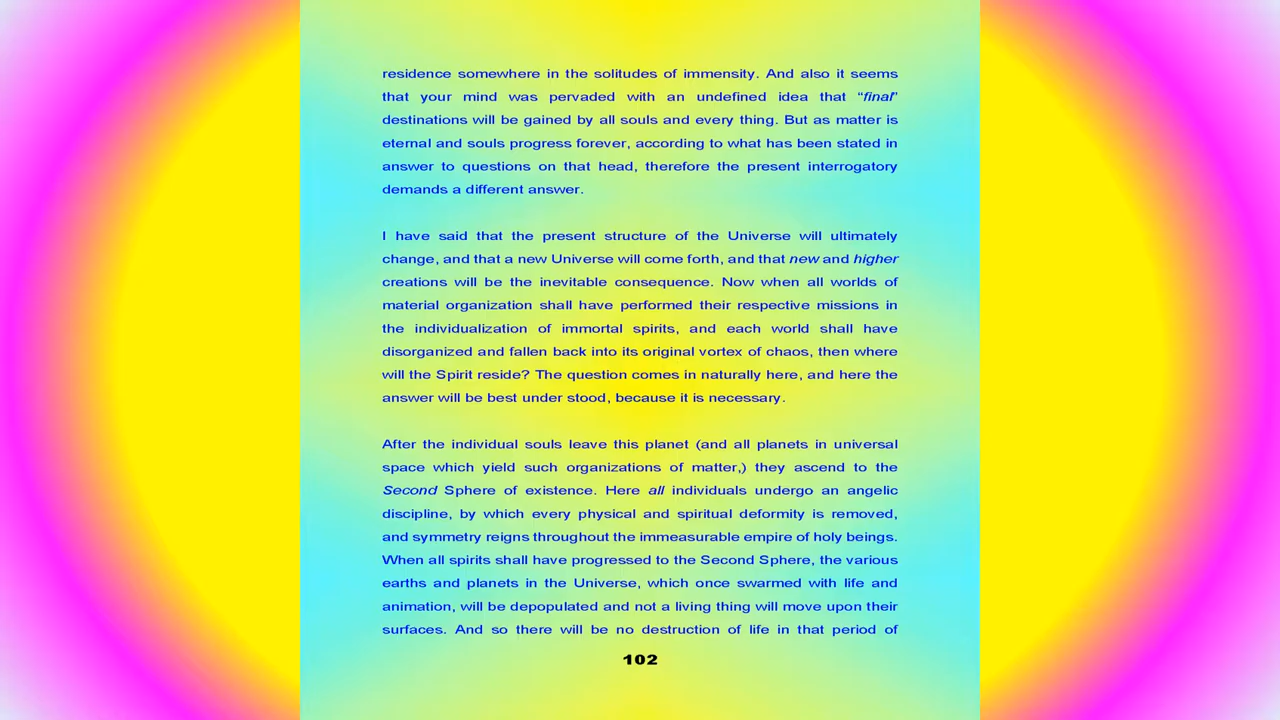 residence somewhere in the solitudes of immensity. And also it seems
that your mind was pervaded with an undefined idea that “final”
destinations will be gained by all souls and every thing. But as matter is
eternal and souls progress forever, according to what has been stated in
answer to questions on that head, therefore the present interrogatory
demands a different answer.
I have said that the present structure of the Universe will ultimately
change, and that a new Universe will come forth, and that new and higher
creations will be the inevitable consequence. Now when all worlds of
material organization shall have performed their respective missions in
the individualization of immortal spirits, and each world shall have
disorganized and fallen back into its original vortex of chaos, then where
will the Spirit reside? The question comes in naturally here, and here the
answer will be best under stood, because it is necessary.
After the individual souls leave this planet (and all planets in universal
space which yield such organizations of matter,) they ascend to the
Second Sphere of existence. Here all individuals undergo an angelic
discipline, by which every physical and spiritual deformity is removed,
and symmetry reigns throughout the immeasurable empire of holy beings.
When all spirits shall have progressed to the Second Sphere, the various
earths and planets in the Universe, which once swarmed with life and
animation, will be depopulated and not a living thing will move upon their
surfaces. And so there will be no destruction of life in that period of
102